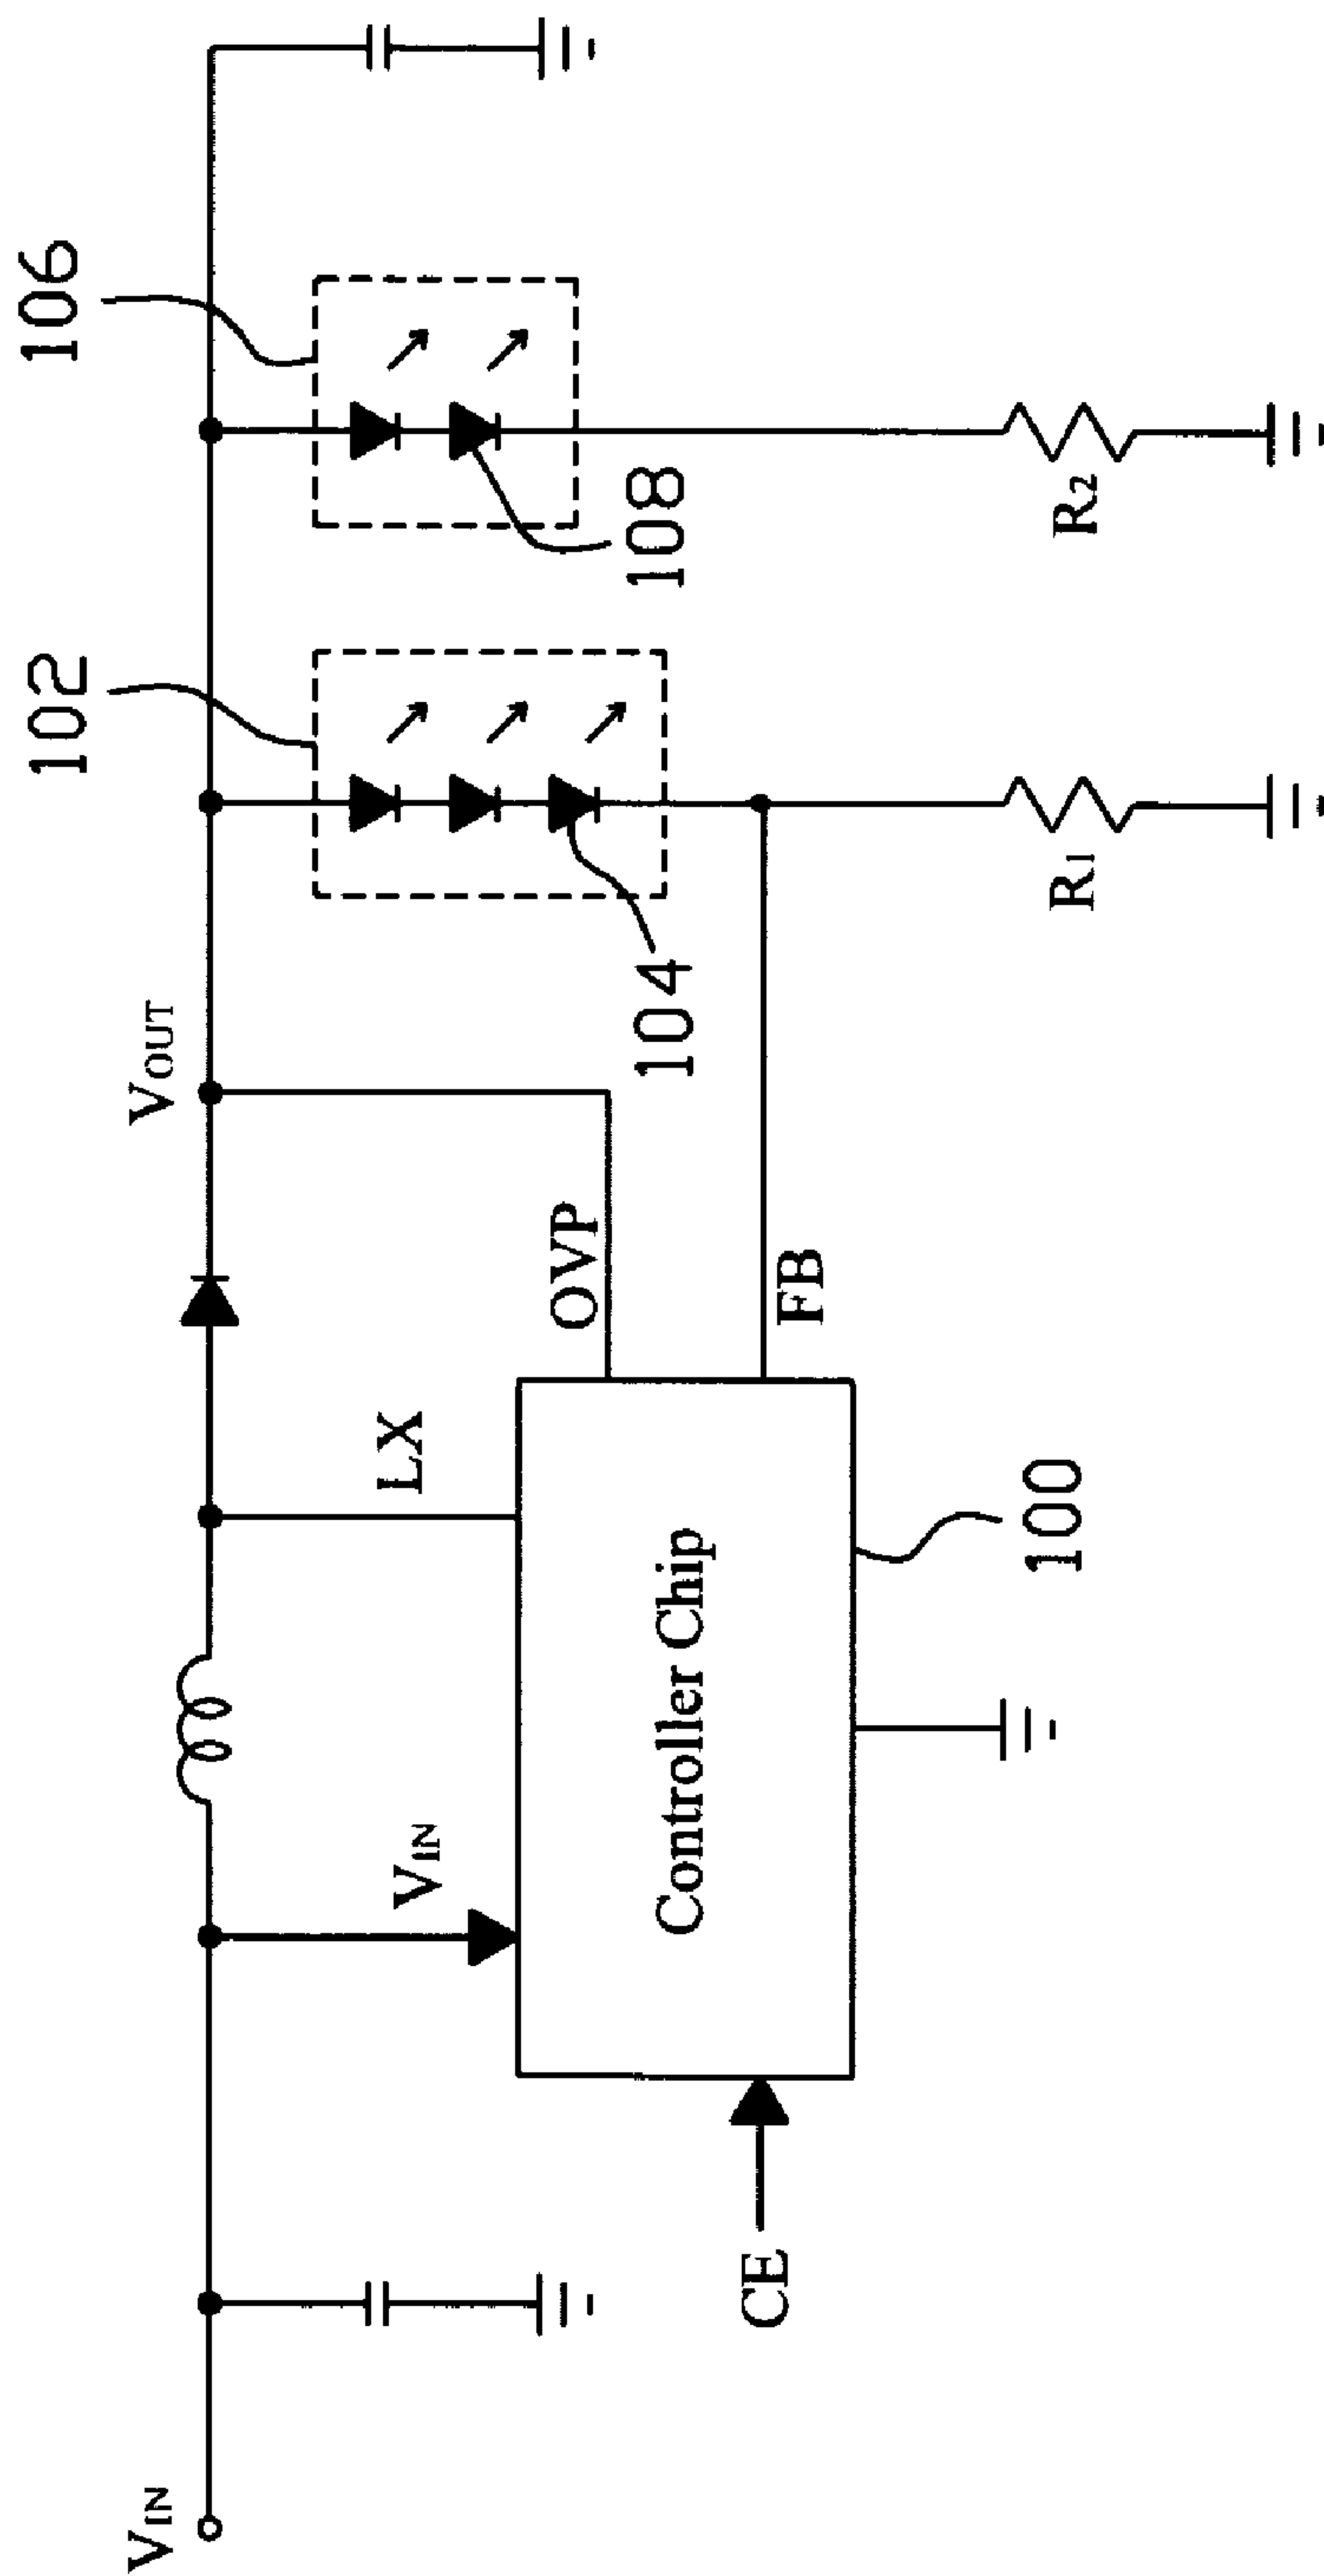 106
102
108
104
VOUT
VIN
LX
OVP
FB
VIN
Controller Chip
100
CE
R1
R2